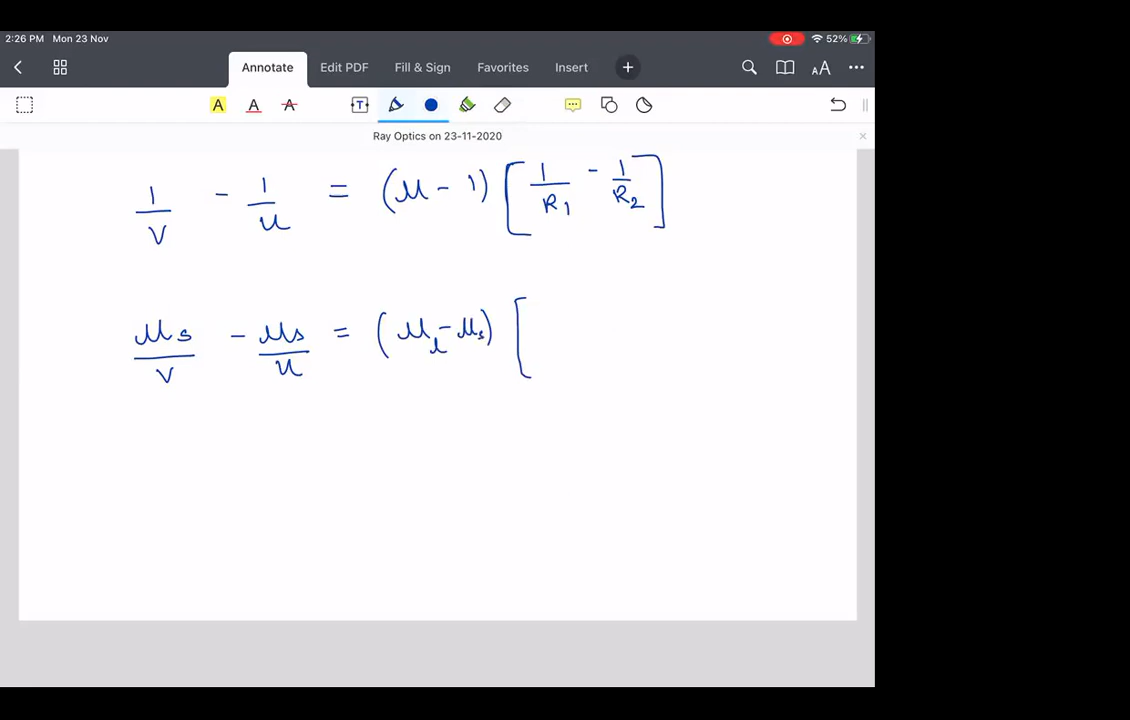 2:26 PM Mon 23 Nov
52%
Annotate Edit PDF Fill & Sign Favorites Insert
Ray Optics on 23-11-2020
1/v - 1/u = (μ - 1) [1/R₁ - 1/R₂]
μs/v - μs/u = (μl - μs) [